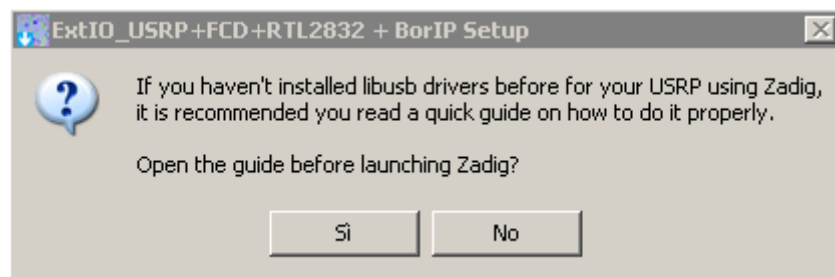 ExtIO_USRP+FCD+RTL2832 + BorIP Setup
If you haven't installed libusb drivers before for your USRP using Zadig,
it is recommended you read a quick guide on how to do it properly.
Open the guide before launching Zadig?
Sì
No